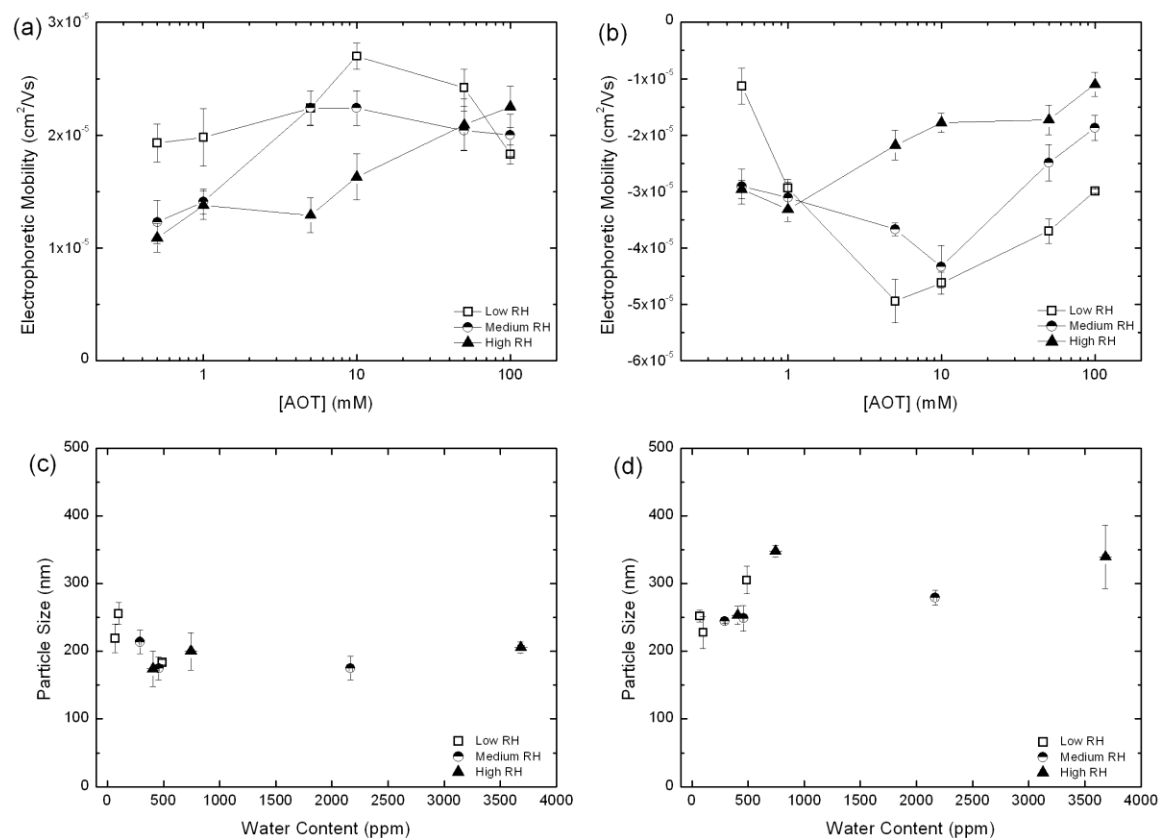 (a)
3x10⁻⁵
2x10⁻⁵
1x10⁻⁵
0
Electrophoretic Mobility (cm²/Vs)
Low RH
Medium RH
High RH
1 10 100
[AOT] (mM)
(b)
0
-1x10⁻⁵
-2x10⁻⁵
-3x10⁻⁵
-4x10⁻⁵
-5x10⁻⁵
-6x10⁻⁵
Electrophoretic Mobility (cm²/Vs)
Low RH
Medium RH
High RH
1 10 100
[AOT] (mM)
(c)
500
400
300
200
100
0
Particle Size (nm)
Low RH
Medium RH
High RH
0 500 1000 1500 2000 2500 3000 3500 4000
Water Content (ppm)
(d)
500
400
300
200
100
0
Particle Size (nm)
Low RH
Medium RH
High RH
0 500 1000 1500 2000 2500 3000 3500 4000
Water Content (ppm)